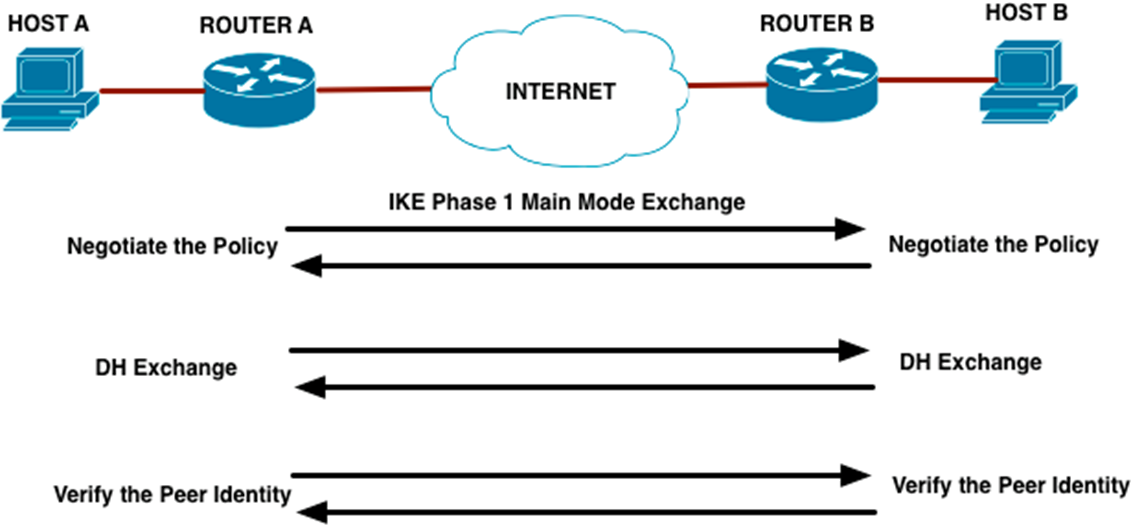 HOST A
ROUTER A
INTERNET
ROUTER B
HOST B
IKE Phase 1 Main Mode Exchange
Negotiate the Policy
Negotiate the Policy
DH Exchange
DH Exchange
Verify the Peer Identity
Verify the Peer Identity